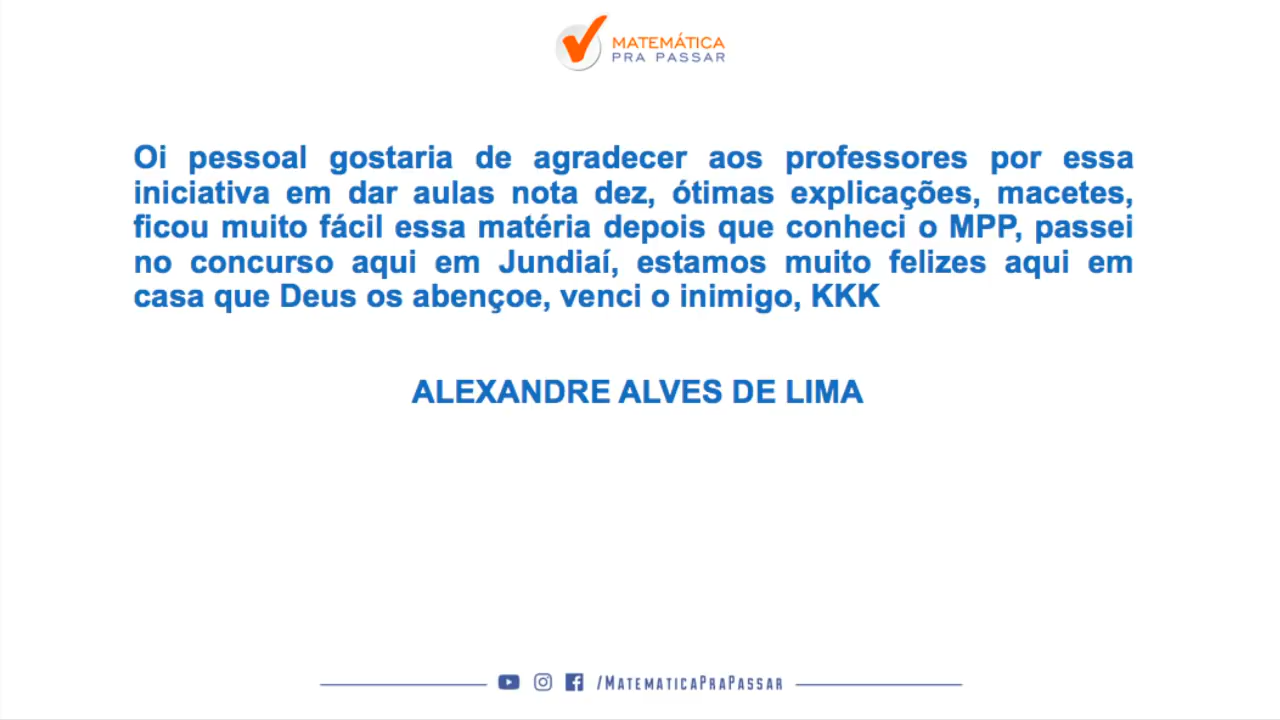 MATEMÁTICA
PRA PASSAR
Oi pessoal gostaria de agradecer aos professores por essa
iniciativa em dar aulas nota dez, ótimas explicações, macetes,
ficou muito fácil essa matéria depois que conheci o MPP, passei
no concurso aqui em Jundiaí, estamos muito felizes aqui em
casa que Deus os abençoe, venci o inimigo, KKK
ALEXANDRE ALVES DE LIMA
/MATEMATICAPRAPASSAR